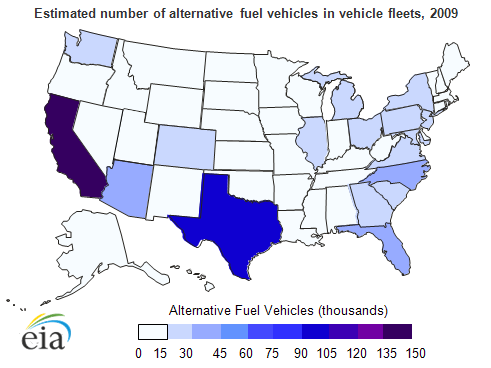 Estimated number of alternative fuel vehicles in vehicle fleets, 2009
eia
Alternative Fuel Vehicles (thousands)
0 15 30 45 60 75 90 105 120 135 150